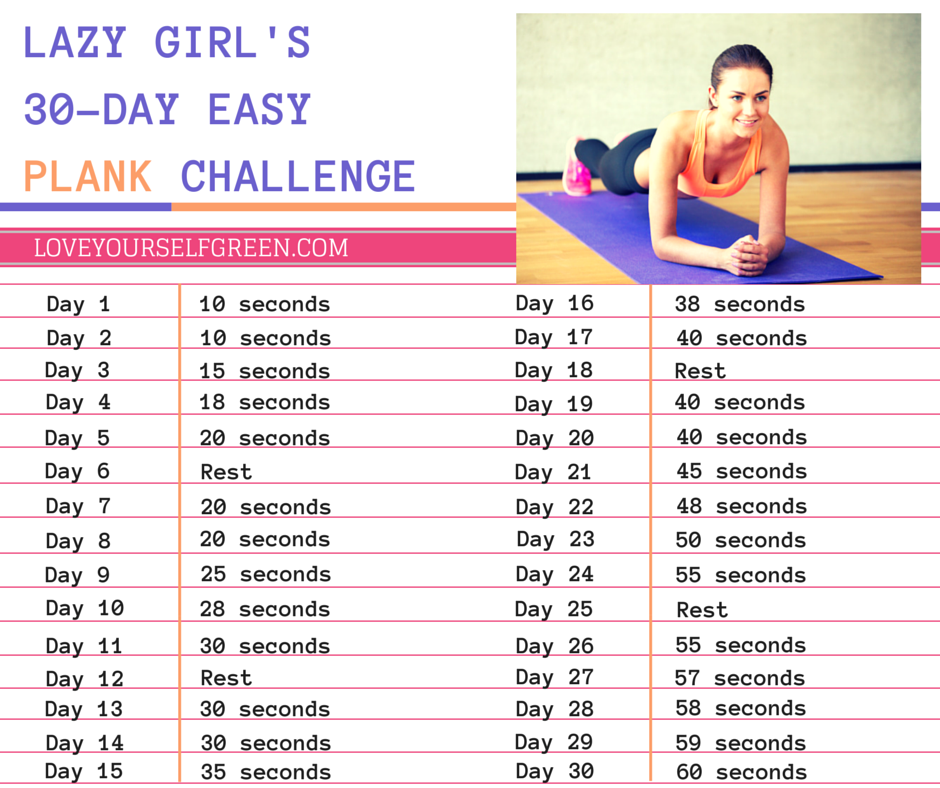 LAZY GIRL'S
30-DAY EASY
PLANK CHALLENGE
LOVEYOURSELFGREEN.COM
Day 1 10 seconds
Day 2 10 seconds
Day 3 15 seconds
Day 4 18 seconds
Day 5 20 seconds
Day 6 Rest
Day 7 20 seconds
Day 8 20 seconds
Day 9 25 seconds
Day 10 28 seconds
Day 11 30 seconds
Day 12 Rest
Day 13 30 seconds
Day 14 30 seconds
Day 15 35 seconds
Day 16 38 seconds
Day 17 40 seconds
Day 18 Rest
Day 19 40 seconds
Day 20 40 seconds
Day 21 45 seconds
Day 22 48 seconds
Day 23 50 seconds
Day 24 55 seconds
Day 25 Rest
Day 26 55 seconds
Day 27 57 seconds
Day 28 58 seconds
Day 29 59 seconds
Day 30 60 seconds